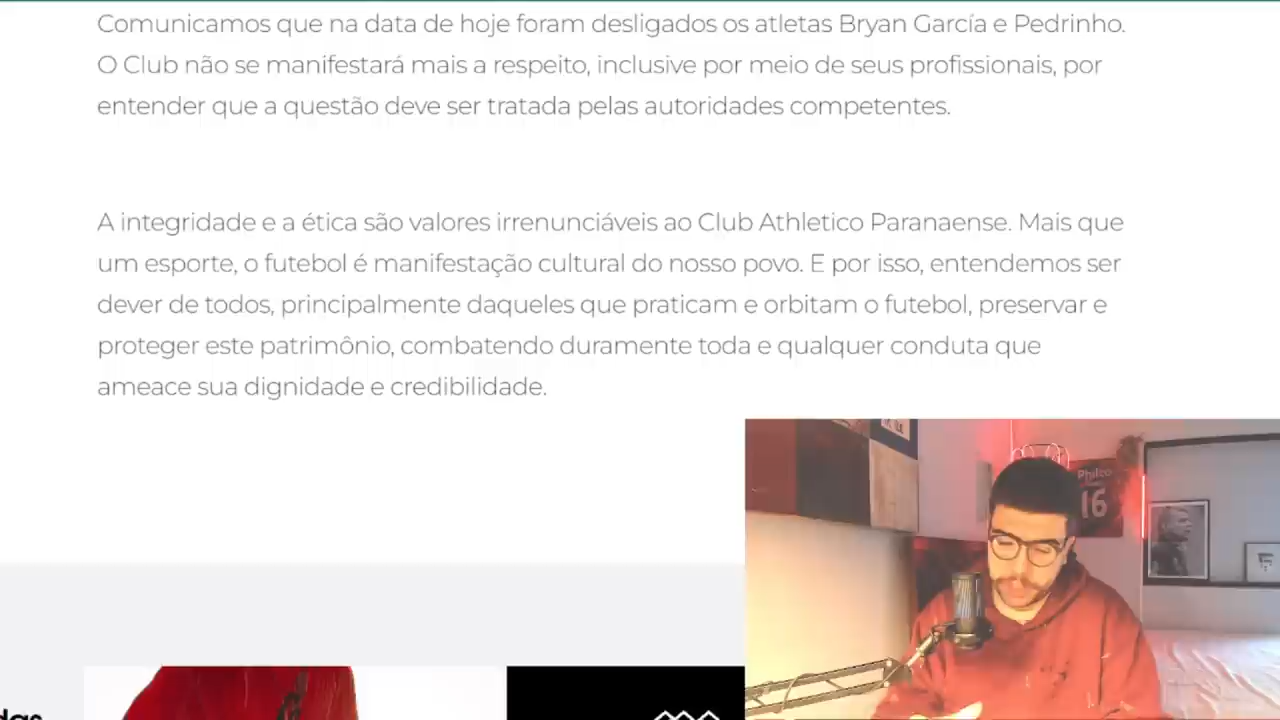 Comunicamos que na data de hoje foram desligados os atletas Bryan García e Pedrinho.
O Club não se manifestará mais a respeito, inclusive por meio de seus profissionais, por
entender que a questão deve ser tratada pelas autoridades competentes.
A integridade e a ética são valores irrenunciáveis ao Club Athletico Paranaense. Mais que
um esporte, o futebol é manifestação cultural do nosso povo. E por isso, entendemos ser
dever de todos, principalmente daqueles que praticam e orbitam o futebol, preservar e
proteger este patrimônio, combatendo duramente toda e qualquer conduta que
ameace sua dignidade e credibilidade.
Philco
16